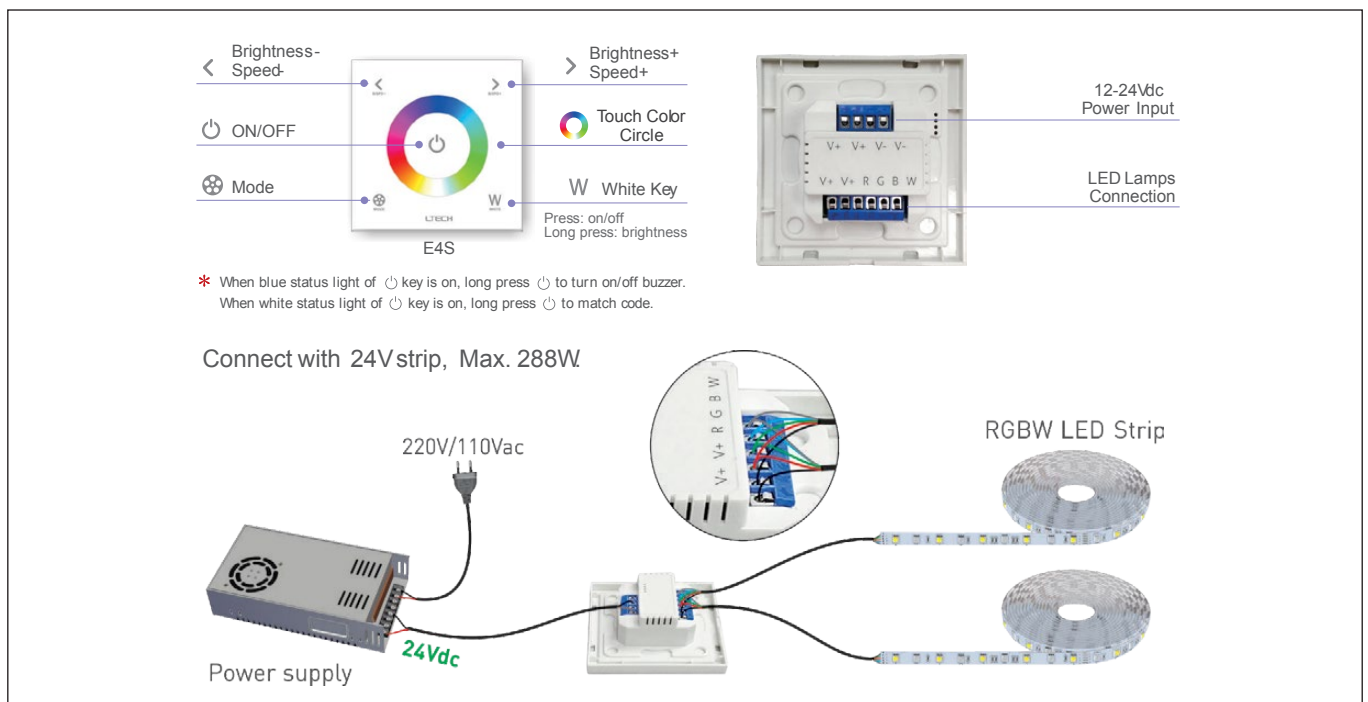 Brightness-
Speed-
ON/OFF
Mode
Brightness+
Speed+
Touch Color
Circle
W White Key
Press: on/off
Long press: brightness
W
LTECH
E4S
12-24Vdc
Power Input
LED Lamps
Connection
V+ V+ V- V-
V+ V+ R G B W
* When blue status light of key is on, long press to turn on/off buzzer.
When white status light of key is on, long press to match code.
Connect with 24V strip, Max. 288W.
V+ V+ R G B W
220V/110Vac
RGBW LED Strip
24Vdc
Power supply